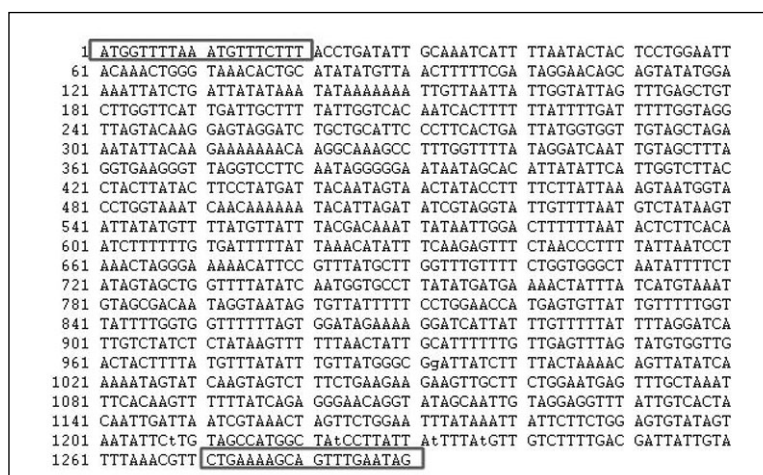 1 ATGGTTTTAA ATGTTTCTTT ACCTGATATT GCAAATCATT TTAATACTAC TCCTGGAATT
61 ACAAACTGGG TAAACACTGC ATATATGTTA ACTTTTTCGA TAGGAACAGC AGTATATGGA
121 AAATTATCTG ATTATATAAA TATAAAAAAA TTGTTAATTA TTGGTATTAG TTTGAGCTGT
181 CTTGGTTCAT TGATTGCTTT TATTGGTCAC AATCACTTTT TTATTTTGAT TTTTGGTAGG
241 TTAGTACAAG GAGTAGGATC TGCTGCATTC CCTTCACTGA TTATGGTGGT TGTAGCTAGA
301 AATATTACAA GAAAAAAACA AGGCAAAGCC TTTGGTTTTA TAGGATCAAT TGTAGCTTTA
361 GGTGAAGGGT TAGGTCCTTC AATAGGGGGA ATAATAGCAC ATTATATTCA TTGGTCTTAC
421 CTACTTATAC TTCCTATGAT TACAATAGTA ACTATACCTT TTCTTATTAA AGTAATGGTA
481 CCTGGTAAAT CAACAAAAAA TACATTAGAT ATCGTAGGTA TTGTTTTAAT GTCTATAAGT
541 ATTATATGTT TTATGTTATT TACGACAAAT TATAATTGGA CTTTTTTAAT ACTCTTCACA
601 ATCTTTTTTG TGATTTTTAT TAAACATATT TCAAGAGTTT CTAACCCTTT TATTAATCCT
661 AAACTAGGGA AAAACATTCC GTTTATGCTT GGTTTGTTTT CTGGTGGGCT AATATTTTCT
721 ATAGTAGCTG GTTTTATATC AATGGTGCCT TATATGATGA AAACTATTTA TCATGTAAAT
781 GTAGCGACAA TAGGTAATAG TGTTATTTTT CCTGGAACCA TGAGTGTTAT TGTTTTTGGT
841 TATTTTGGTG GTTTTTTAGT GGATAGAAAA GGATCATTAT TTGTTTTTAT TTTAGGATCA
901 TTGTCTATCT CTATAAGTTT TTTAACTATT GCATTTTTTG TTGAGTTTAG TATGTGGTTG
961 ACTACTTTTA TGTTTATATT TGTTATGGGC GgATTATCTT TTACTAAAAC AGTTATATCA
1021 AAAATAGTAT CAAGTAGTCT TTCTGAAGAA GAAGTTGCTT CTGGAATGAG TTTGCTAAAT
1081 TTCACAAGTT TTTTATCAGA GGGAACAGGT ATAGCAATTG TAGGAGGTTT ATTGTCACTA
1141 CAATTGATTA ATCGTAAACT AGTTCTGGAA TTTATAAATT ATTCTTCTGG AGTGTATAGT
1201 AATATTCtTG TAGCCATGGC TAtCCTTATT AtTTTAtGTT GTCTTTTGAC GATTATTGTA
1261 TTTAAACGTT CTGAAAAGCA GTTTGAATAG